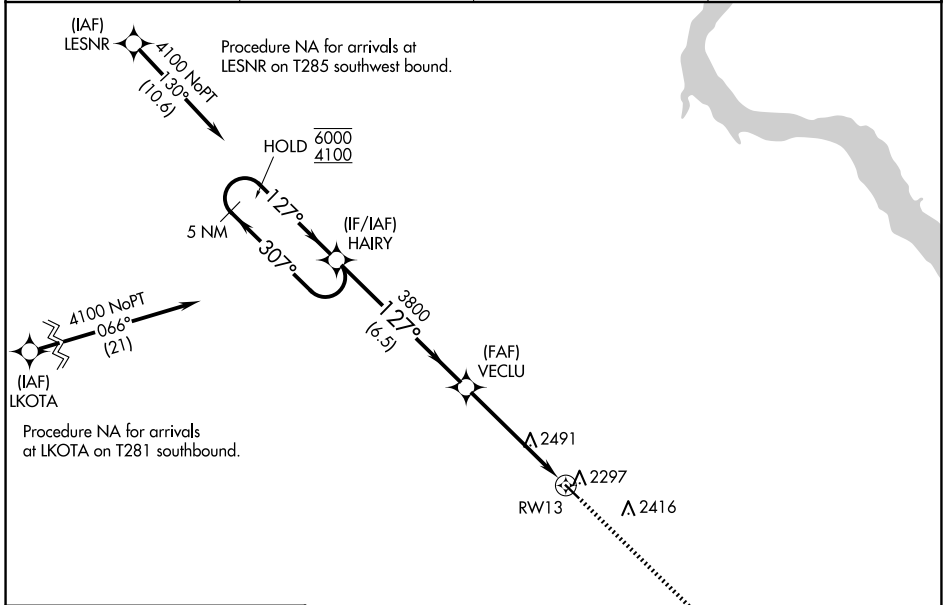 (IAF)
LESNR
4100 NoPT
130°
(10.6)
Procedure NA for arrivals at
LESNR on T285 southwest bound.
HOLD
6000
4100
127°
5 NM
307°
(IF/IAF)
HAIRY
4100 NoPT
066°
(21)
(IAF)
LKOTA
3800
127°
(6.5)
(FAF)
VECLU
Procedure NA for arrivals
at LKOTA on T281 southbound.
2491
2297
RW13
2416